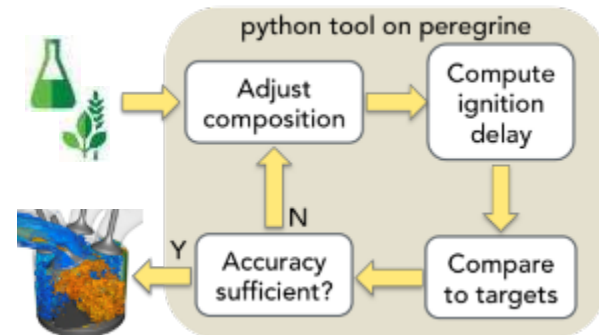 python tool on peregrine
Adjust
composition
Compute
ignition
delay
Compare
to targets
Accuracy
sufficient?
N
Y